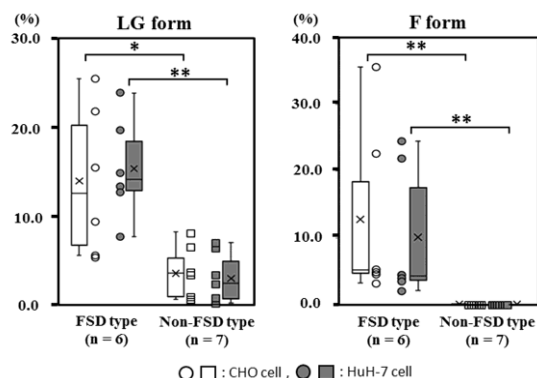 (%)
LG form
30.0
20.0
10.0
0.0
*
**
FSD type
(n = 6)
Non-FSD type
(n = 7)
(%)
F form
40.0
30.0
20.0
10.0
0.0
**
**
FSD type
(n = 6)
Non-FSD type
(n = 7)
: CHO cell , : HuH-7 cell